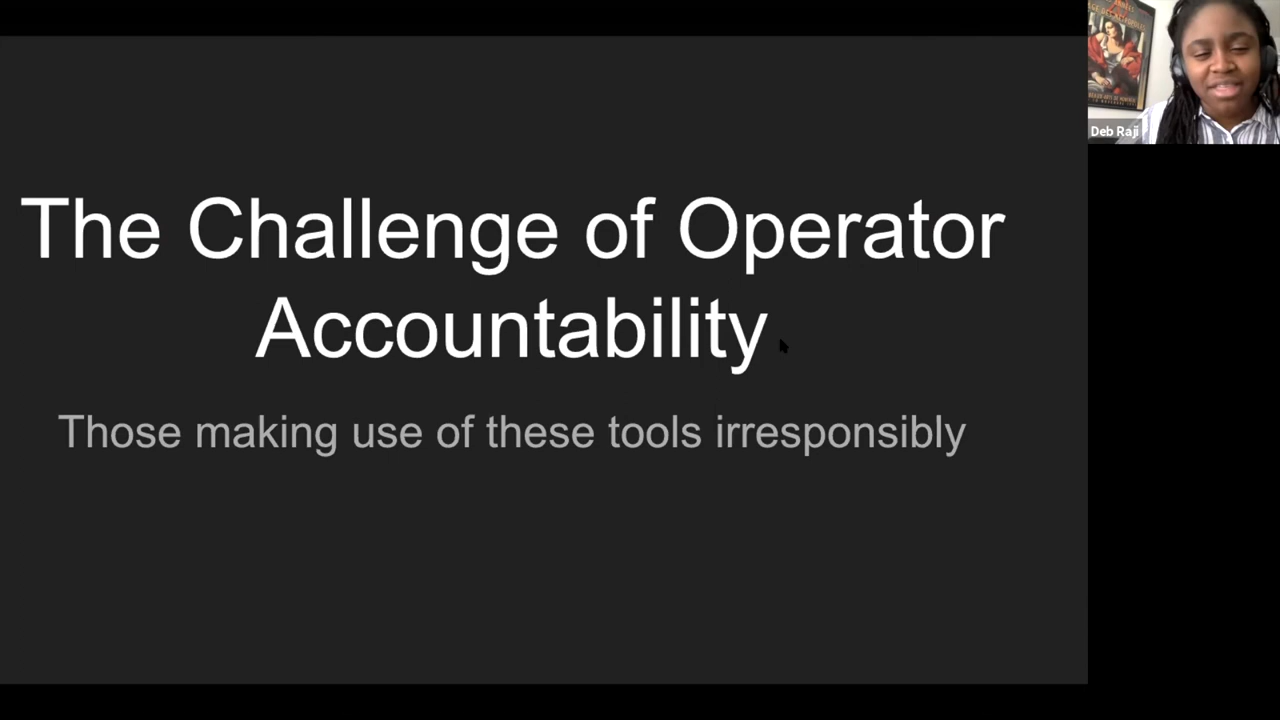 The Challenge of Operator
Accountability
Those making use of these tools irresponsibly
Deb Raji